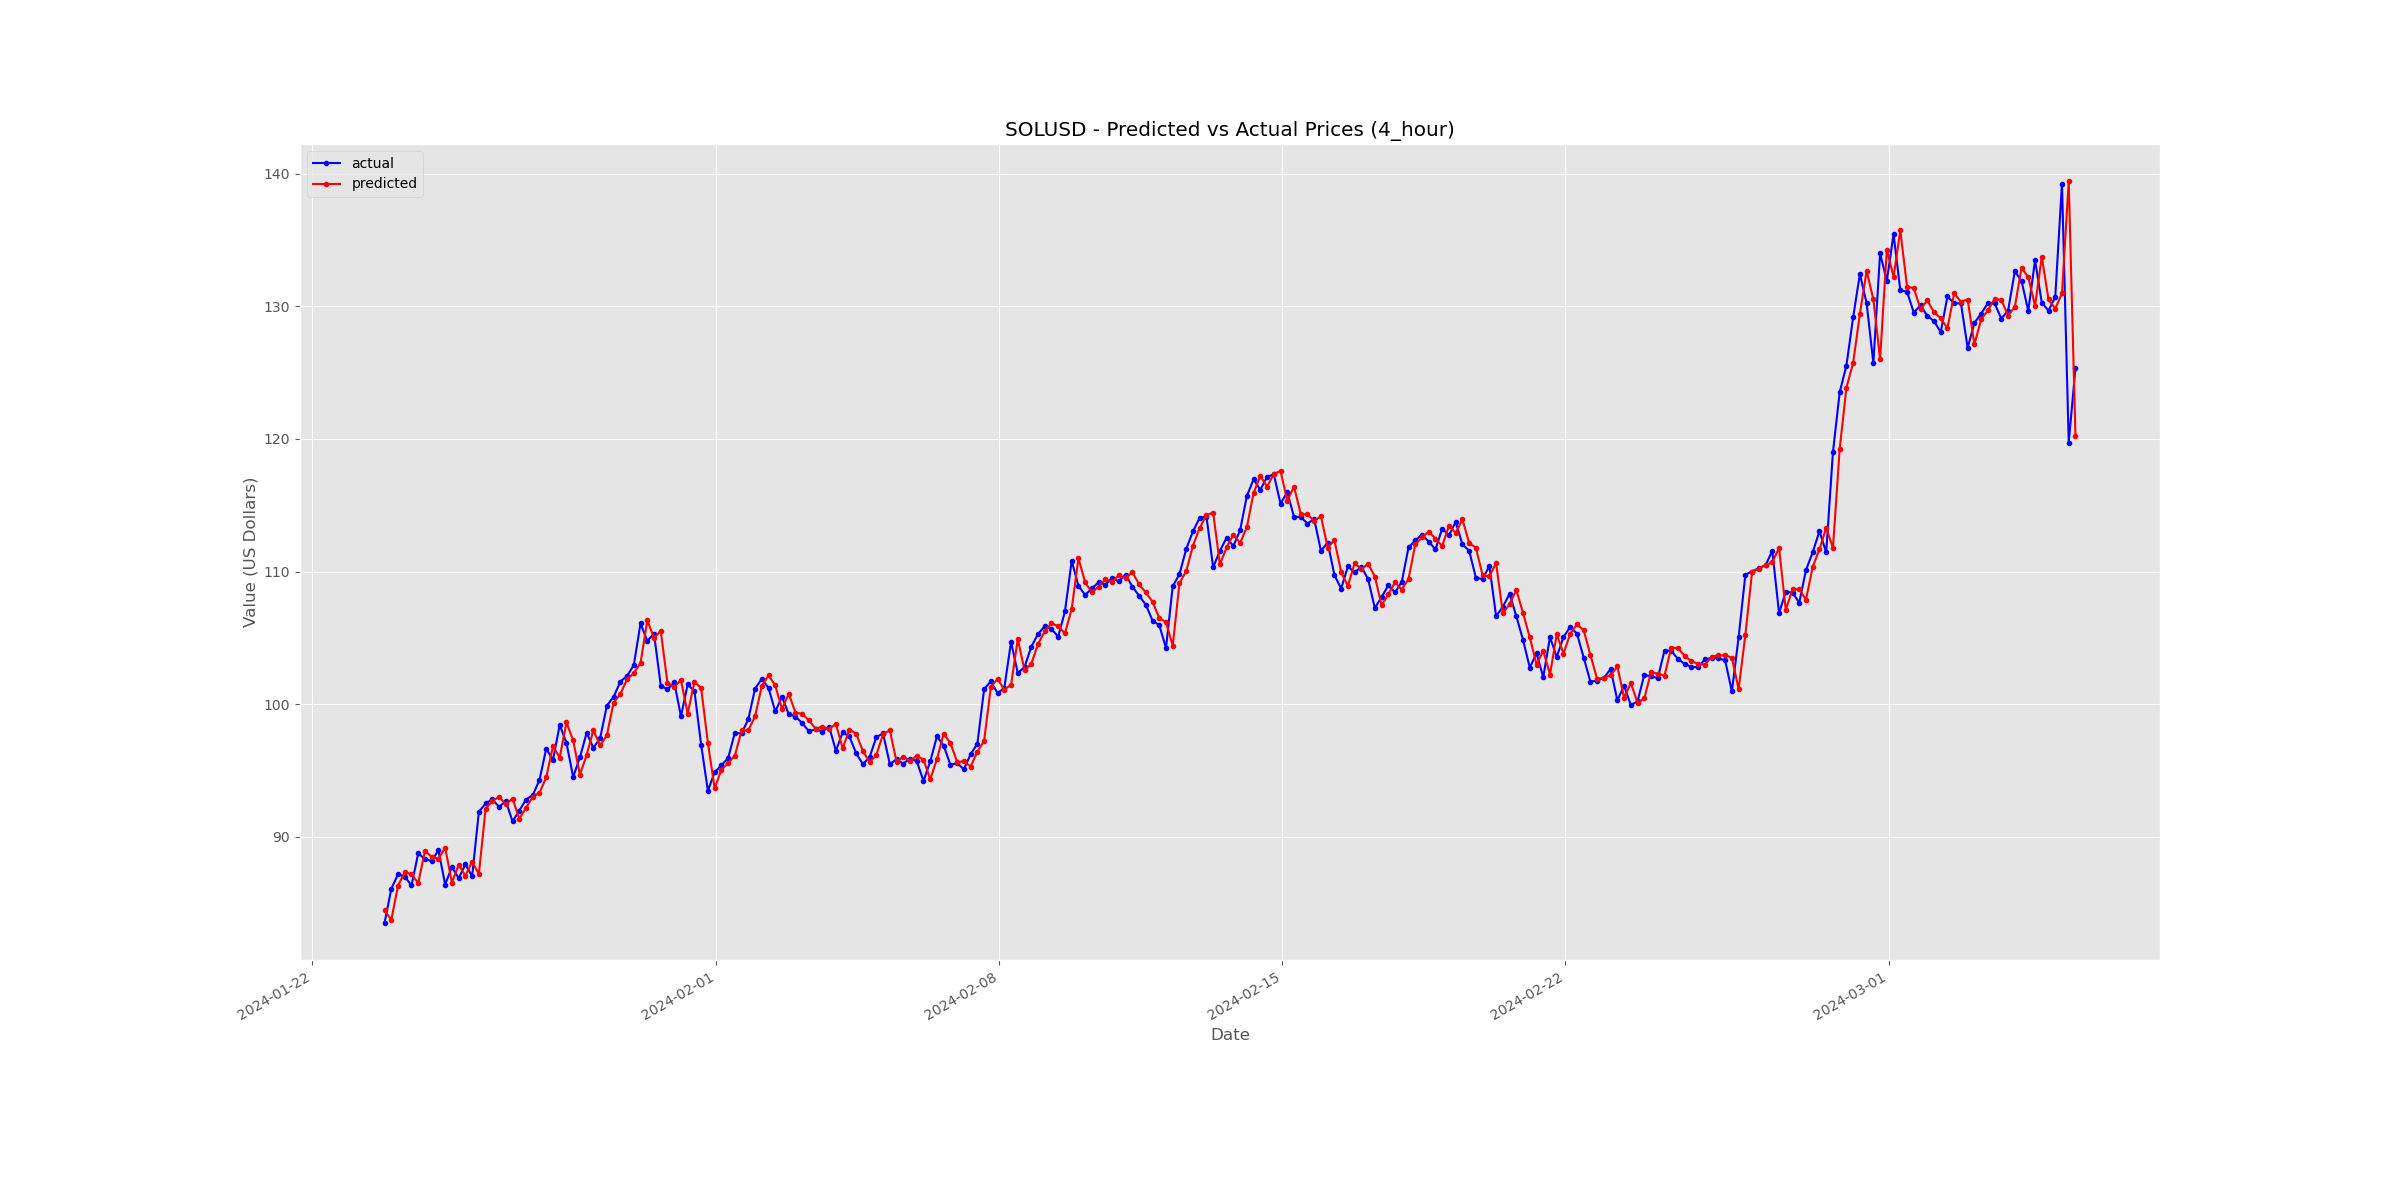 SOLUSD - Predicted vs Actual Prices (4_hour)
actual
predicted
140
130
120
110
100
90
Value (US Dollars)
2024-01-22
2024-02-01
2024-02-08
2024-02-15
2024-02-22
2024-03-01
Date